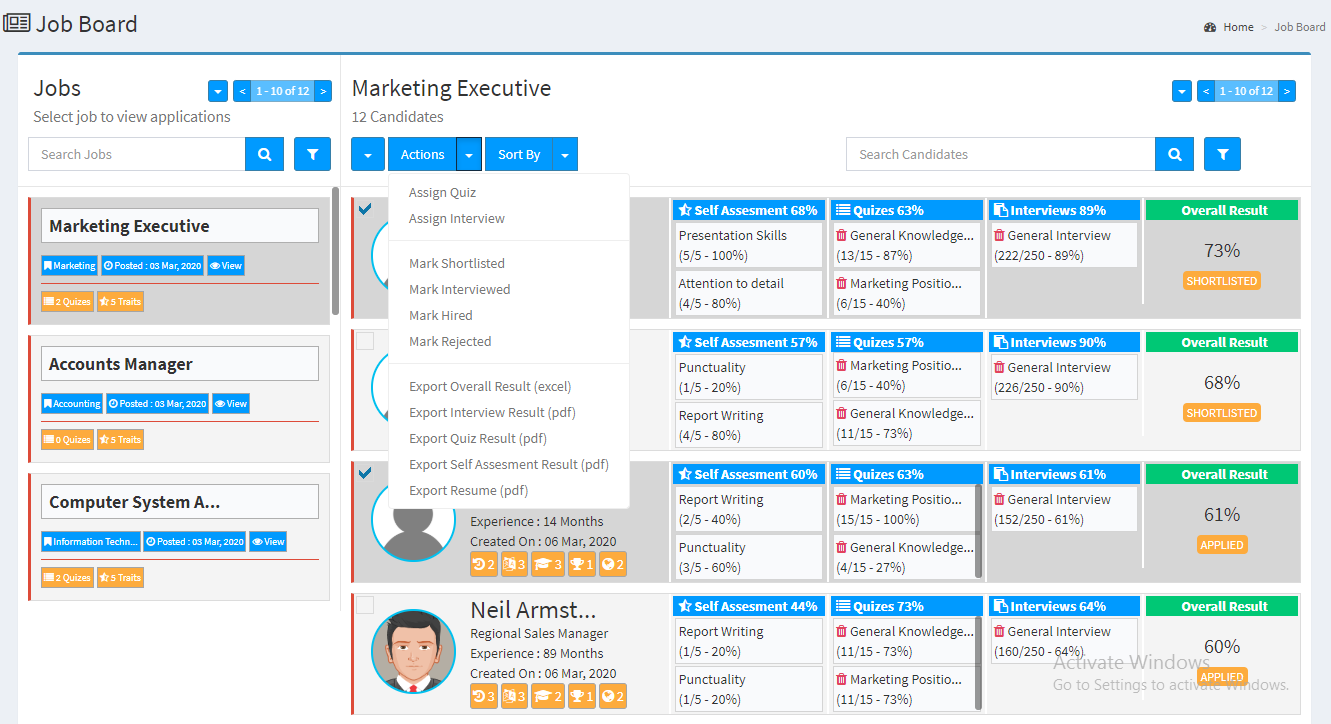 Job Board
Home > Job Board
Jobs
< 1 - 10 of 12 >
Select job to view applications
Search Jobs
Marketing Executive
Marketing Posted : 03 Mar, 2020 View
2 Quizes 5 Traits
Accounts Manager
Accounting Posted : 03 Mar, 2020 View
0 Quizes 5 Traits
Computer System A...
Information Techn... Posted : 03 Mar, 2020 View
2 Quizes 5 Traits
Marketing Executive
< 1 - 10 of 12 >
12 Candidates
Actions Sort By
Search Candidates
Assign Quiz
Assign Interview
Mark Shortlisted
Mark Interviewed
Mark Hired
Mark Rejected
Export Overall Result (excel)
Export Interview Result (pdf)
Export Quiz Result (pdf)
Export Self Assesment Result (pdf)
Export Resume (pdf)
Self Assesment 68%
Presentation Skills
(5/5 - 100%)
Attention to detail
(4/5 - 80%)
Quizes 63%
General Knowledge...
(13/15 - 87%)
Marketing Positio...
(6/15 - 40%)
Interviews 89%
General Interview
(222/250 - 89%)
Overall Result
73%
SHORTLISTED
Self Assesment 57%
Punctuality
(1/5 - 20%)
Report Writing
(4/5 - 80%)
Quizes 57%
Marketing Positio...
(6/15 - 40%)
General Knowledge...
(11/15 - 73%)
Interviews 90%
General Interview
(226/250 - 90%)
Overall Result
68%
SHORTLISTED
Experience : 14 Months
Created On : 06 Mar, 2020
2 3 3 1 2
Self Assesment 60%
Report Writing
(2/5 - 40%)
Punctuality
(3/5 - 60%)
Quizes 63%
Marketing Positio...
(15/15 - 100%)
General Knowledge...
(4/15 - 27%)
Interviews 61%
General Interview
(152/250 - 61%)
Overall Result
61%
APPLIED
Neil Armst...
Regional Sales Manager
Experience : 89 Months
Created On : 06 Mar, 2020
3 3 2 1 2
Self Assesment 44%
Report Writing
(1/5 - 20%)
Punctuality
(1/5 - 20%)
Quizes 73%
General Knowledge...
(11/15 - 73%)
Marketing Positio...
(11/15 - 73%)
Interviews 64%
General Interview
(160/250 - 64%)
Overall Result
60%
APPLIED
Activate Windows
Go to Settings to activate Windows.